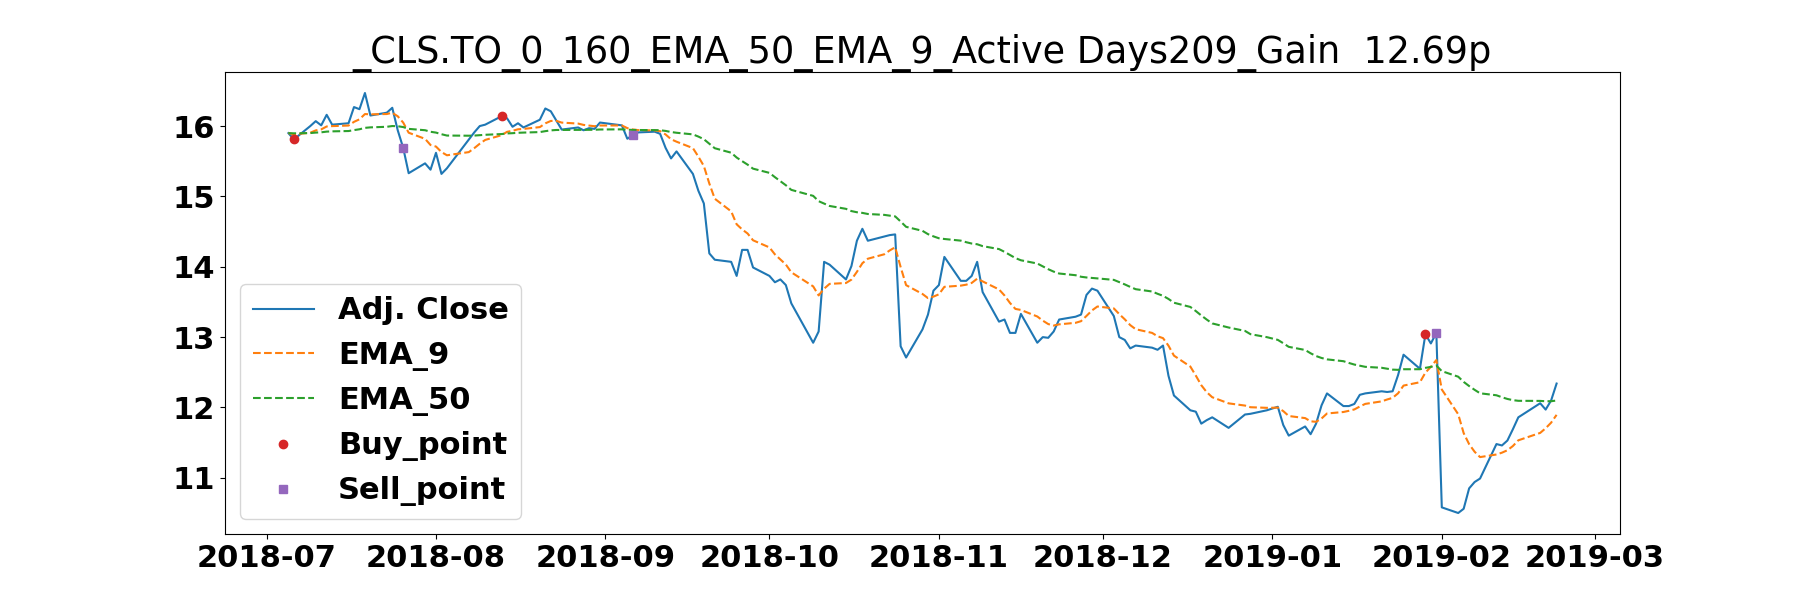 _CLS.TO_0_160_EMA_50_EMA_9_Active Days209_Gain  12.69p
16
15
14
13
12
11
Adj. Close
EMA_9
EMA_50
Buy_point
Sell_point
2018-07 2018-08 2018-09 2018-10 2018-11 2018-12 2019-01 2019-02 2019-03